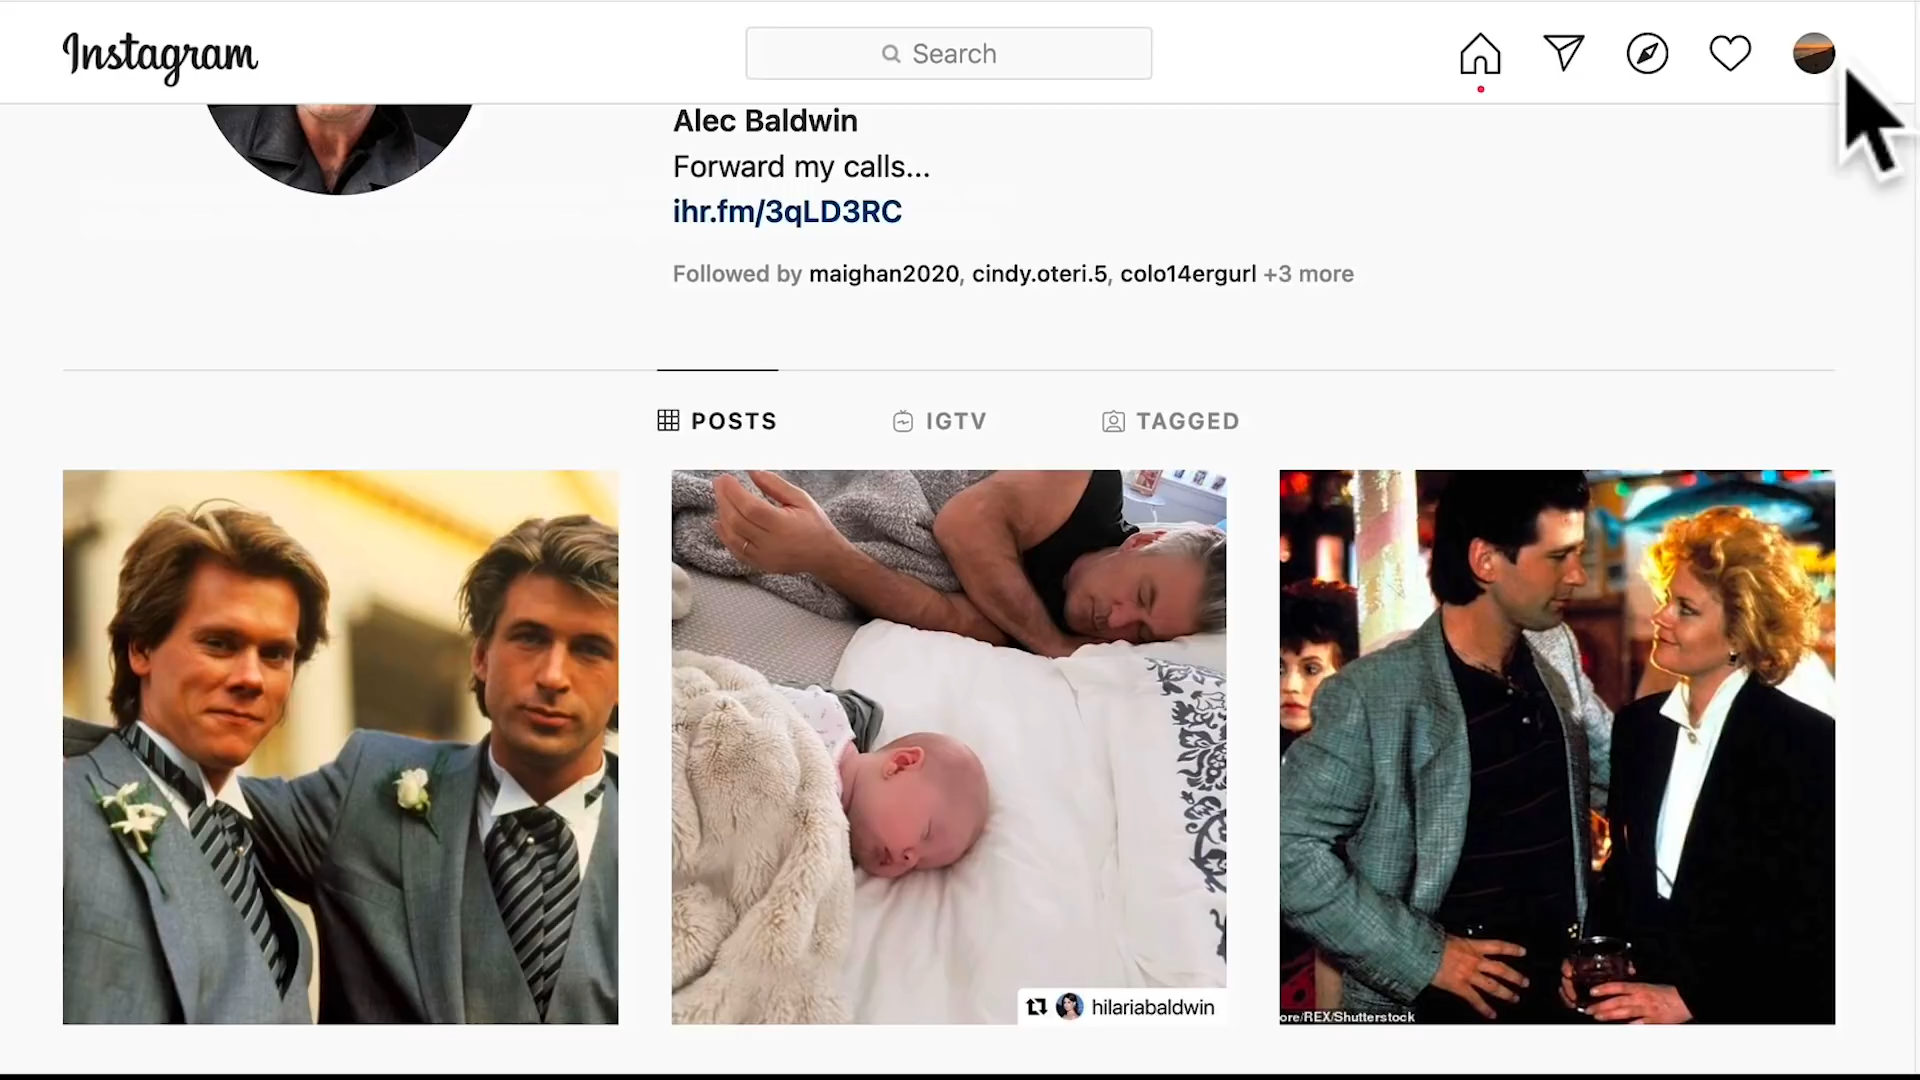 Instagram
Search
Alec Baldwin
Forward my calls...
ihr.fm/3qLD3RC
Followed by maighan2020, cindy.oteri.5, colo14ergurl +3 more
POSTS
IGTV
TAGGED
hilariabaldwin
ore/REX/Shutterstock